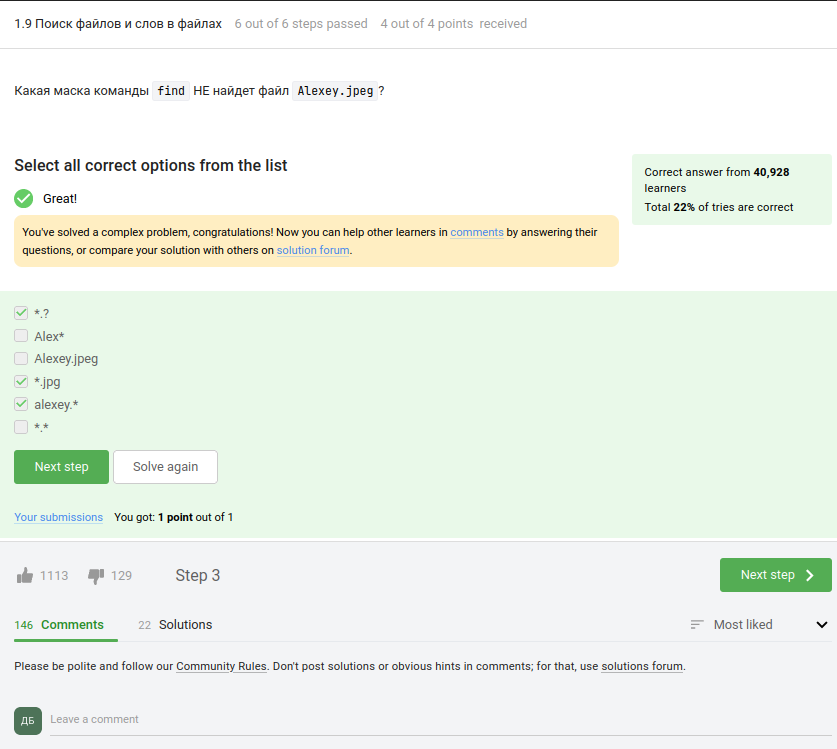 1.9 Поиск файлов и слов в файлах 6 out of 6 steps passed 4 out of 4 points received
Какая маска команды find НЕ найдет файл Alexey.jpeg ?
Select all correct options from the list
Correct answer from 40,928
learners
Total 22% of tries are correct
Great!
You've solved a complex problem, congratulations! Now you can help other learners in comments by answering their
questions, or compare your solution with others on solution forum.
*.?
Alex*
Alexey.jpeg
*.jpg
alexey.*
*.*
Next step Solve again
Your submissions You got: 1 point out of 1
1113 129 Step 3 Next step
146 Comments 22 Solutions Most liked
Please be polite and follow our Community Rules. Don't post solutions or obvious hints in comments; for that, use solutions forum.
ДБ Leave a comment